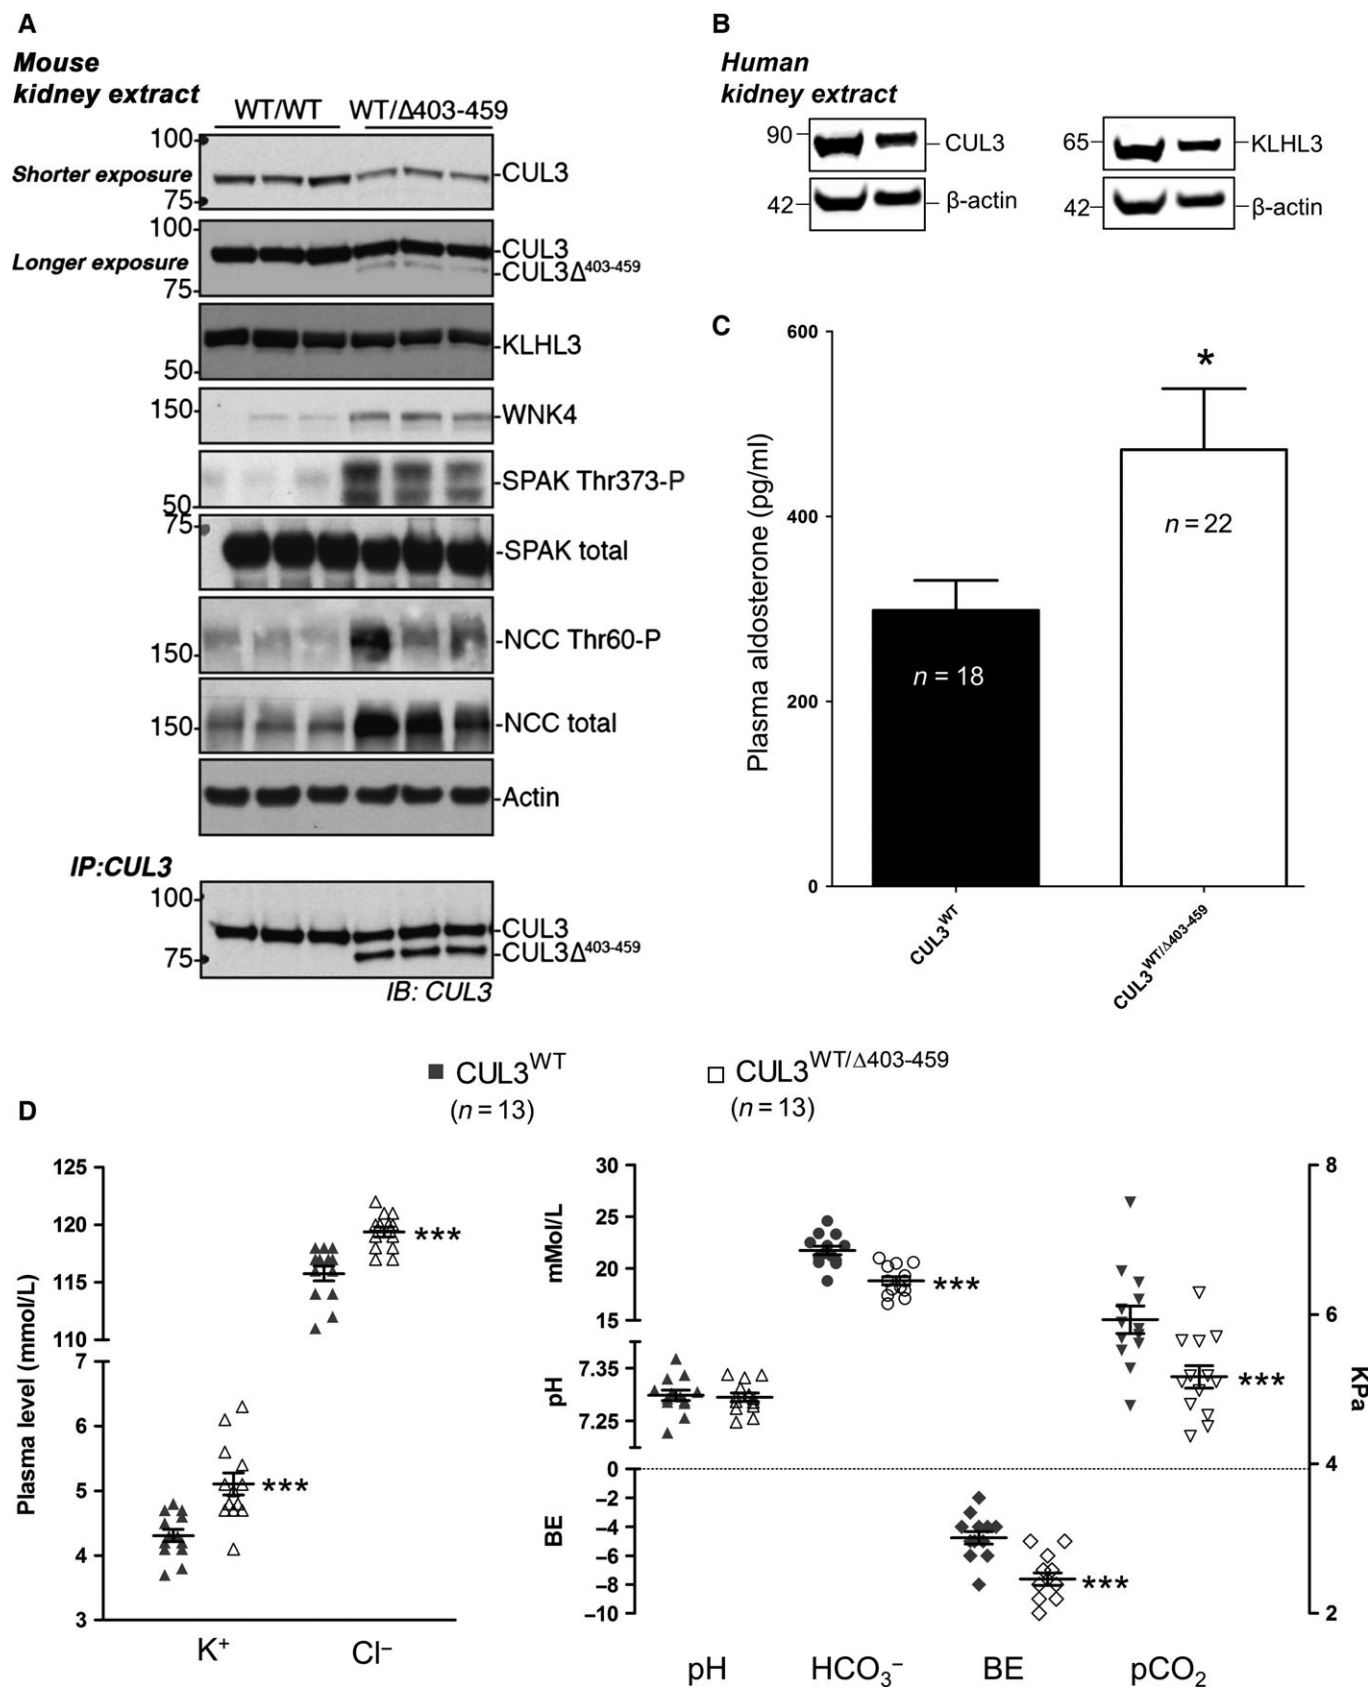 A
Mouse
kidney extract
WT/WT WT/Δ403-459
Shorter exposure
100
75
CUL3
Longer exposure
100
75
CUL3
CUL3Δ403-459
KLHL3
50
150
WNK4
SPAK Thr373-P
50
75
SPAK total
NCC Thr60-P
150
150
NCC total
Actin
IP:CUL3
100
75
CUL3
CUL3Δ403-459
IB: CUL3
B
Human
kidney extract
90
CUL3
42
β-actin
65
KLHL3
42
β-actin
C
Plasma aldosterone (pg/ml)
600
400
200
0
*
n = 18
n = 22
CUL3WT
CUL3WT/Δ403-459
CUL3WT
(n = 13)
CUL3WT/Δ403-459
(n = 13)
D
Plasma level (mmol/L)
125
120
115
110
7
6
5
4
3
***
***
K+ Cl−
mMol/L
30
25
20
15
pH
7.35
7.25
BE
0
−2
−4
−6
−8
−10
***
***
***
8
6
4
2
KPa
pH HCO3− BE pCO2